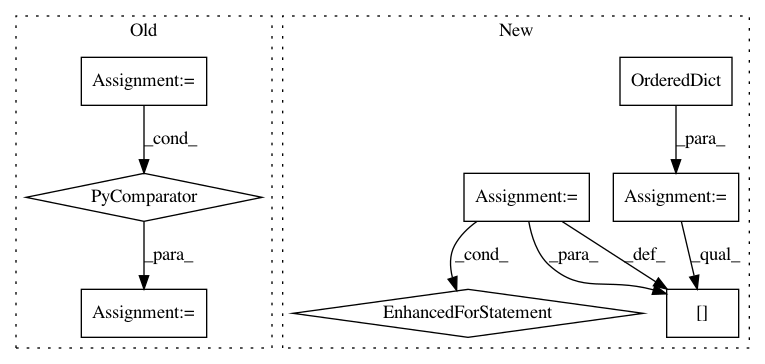 Old
New
Assignment:=
OrderedDict
_cond_
_para_
PyComparator
Assignment:=
Assignment:=
_para_
_cond_
_para_
_def_
_qual_
Assignment:=
EnhancedForStatement
[]